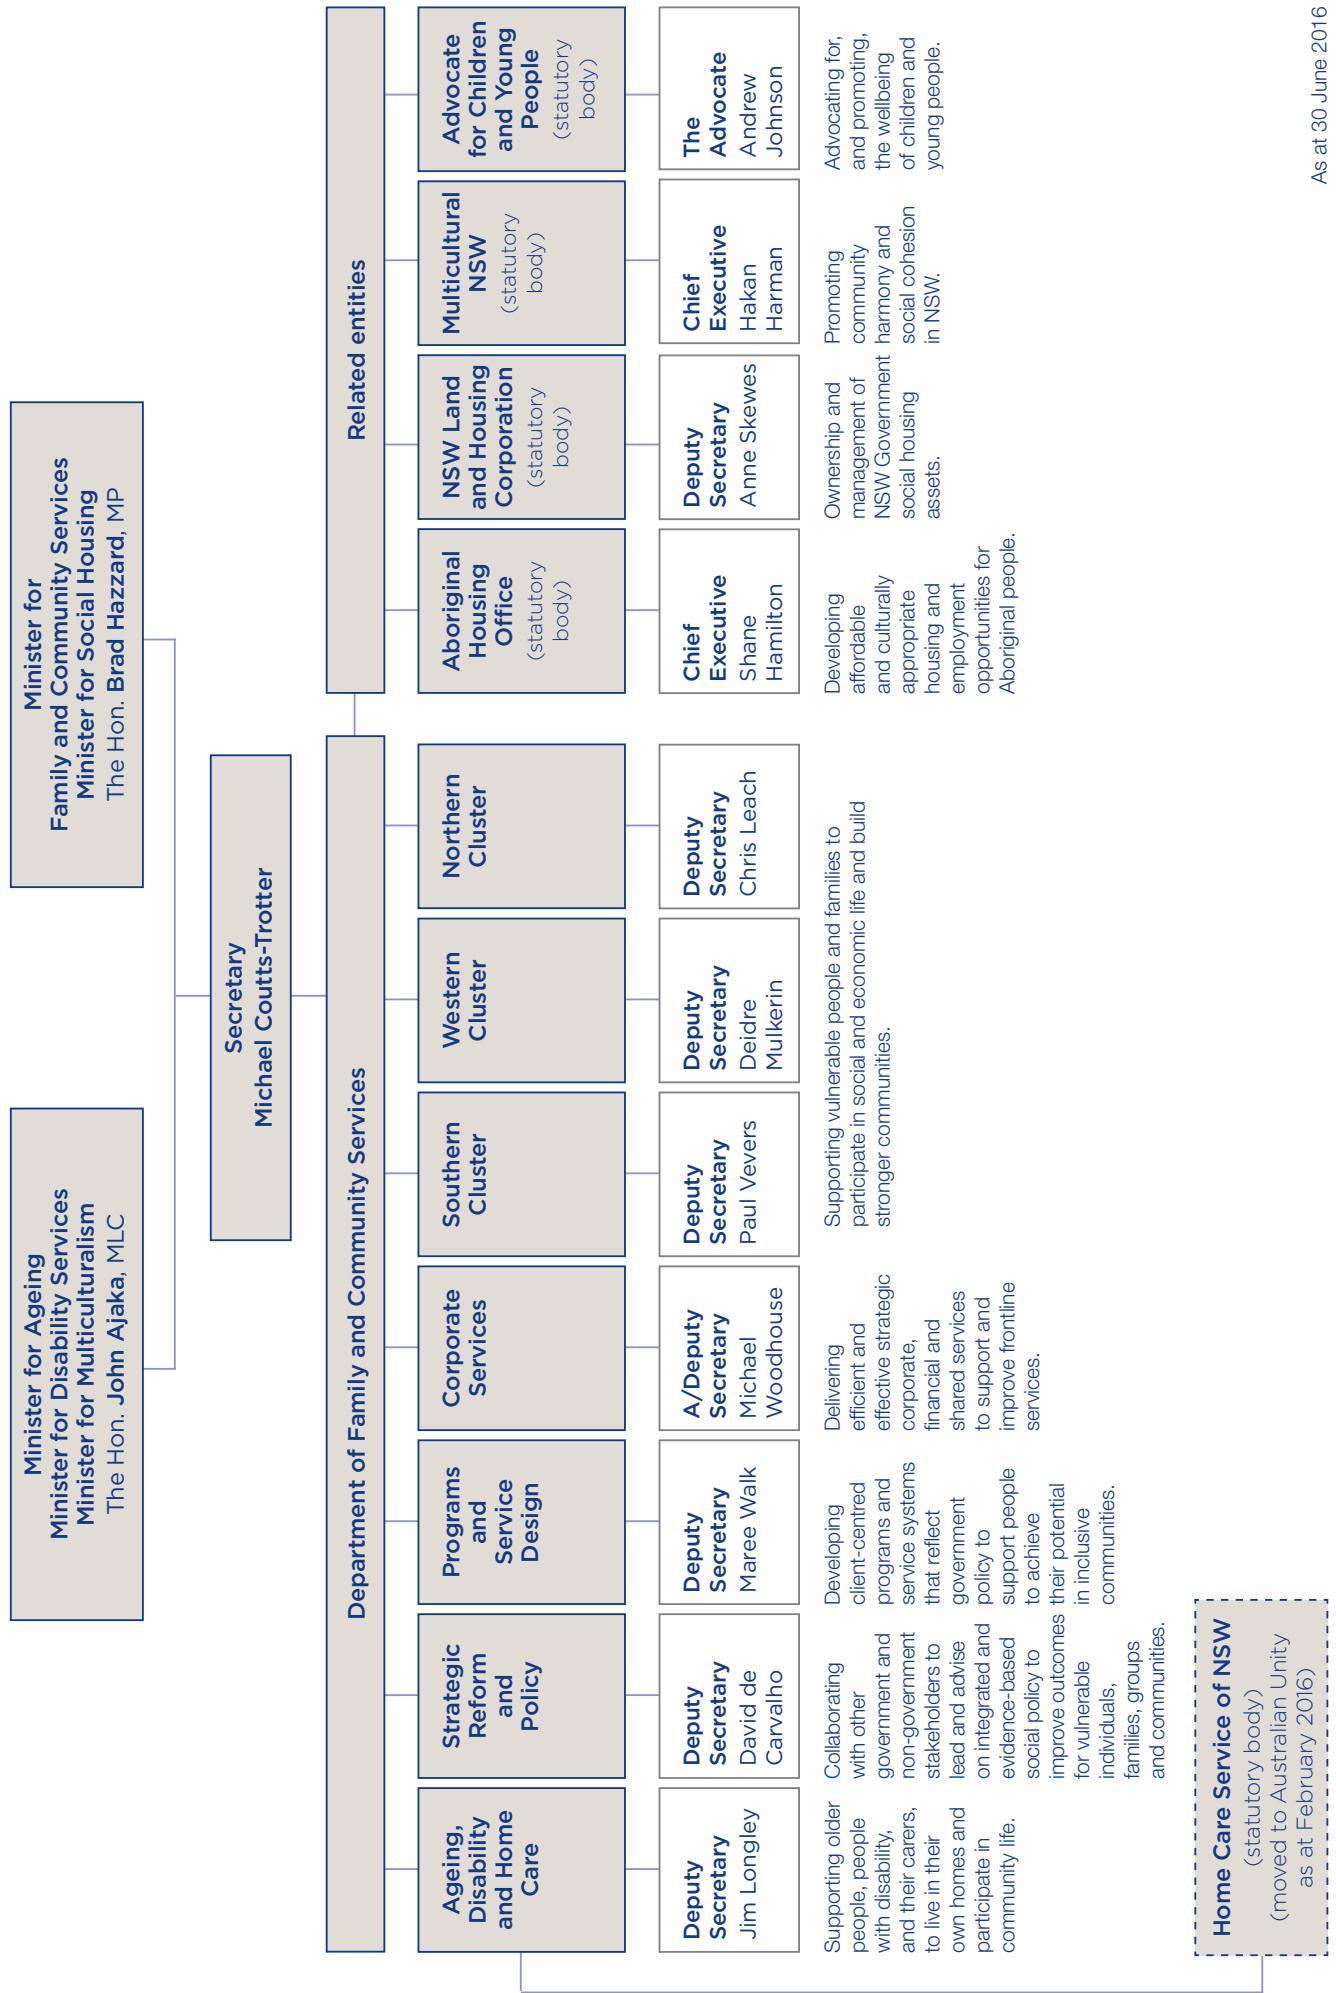 Minister for Ageing
Minister for Disability Services
Minister for Multiculturalism
The Hon. John Ajaka, MLC
Minister for
Family and Community Services
Minister for Social Housing
The Hon. Brad Hazzard, MP
Secretary
Michael Coutts-Trotter
Department of Family and Community Services
Related entities
Ageing,
Disability
and Home
Care
Strategic
Reform
and
Policy
Programs
and
Service
Design
Corporate
Services
Southern
Cluster
Western
Cluster
Northern
Cluster
Aboriginal
Housing
Office
(statutory
body)
NSW Land
and Housing
Corporation
(statutory
body)
Multicultural
NSW
(statutory
body)
Advocate
for Children
and Young
People
(statutory
body)
Deputy
Secretary
Jim Longley
Deputy
Secretary
David de
Carvalho
Deputy
Secretary
Maree Walk
A/Deputy
Secretary
Michael
Woodhouse
Deputy
Secretary
Paul Vevers
Deputy
Secretary
Deidre
Mulkerin
Deputy
Secretary
Chris Leach
Chief
Executive
Shane
Hamilton
Deputy
Secretary
Anne Skewes
Chief
Executive
Hakan
Harman
The
Advocate
Andrew
Johnson
Supporting older
people, people
with disability,
and their carers,
to live in their
own homes and
participate in
community life.
Collaborating
with other
government and
non-government
stakeholders to
lead and advise
on integrated and
evidence-based
social policy to
improve outcomes
for vulnerable
individuals,
families, groups
and communities.
Developing
client-centred
programs and
service systems
that reflect
government
policy to
support people
to achieve
their potential
in inclusive
communities.
Delivering
efficient and
effective strategic
corporate,
financial and
shared services
to support and
improve frontline
services.
Supporting vulnerable people and families to
participate in social and economic life and build
stronger communities.
Developing
affordable
and culturally
appropriate
housing and
employment
opportunities for
Aboriginal people.
Ownership and
management of
NSW Government
social housing
assets.
Promoting
community
harmony and
social cohesion
in NSW.
Advocating for,
and promoting,
the wellbeing
of children and
young people.
Home Care Service of NSW
(statutory body)
(moved to Australian Unity
as at February 2016)
As at 30 June 2016